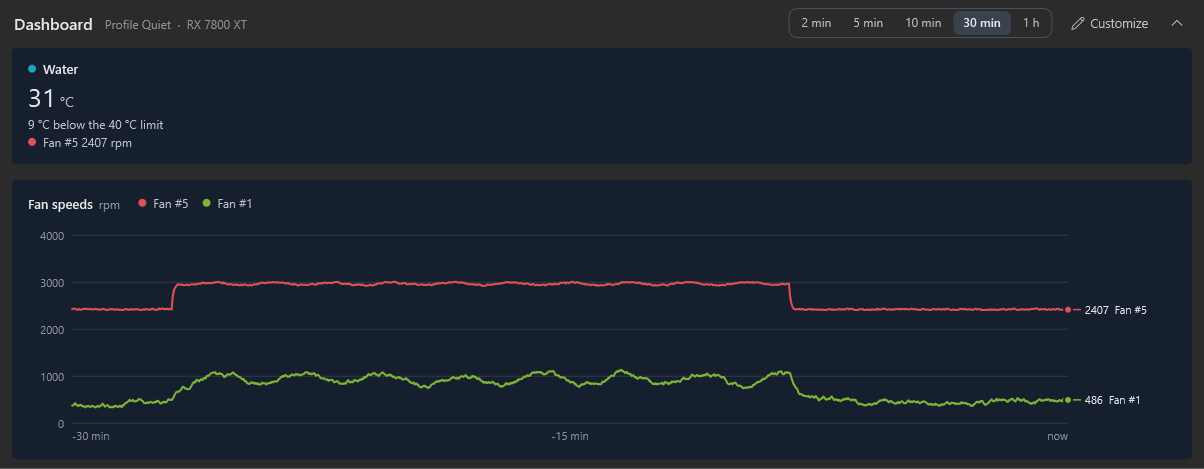 Dashboard Profile Quiet · RX 7800 XT 2 min 5 min 10 min 30 min 1 h Customize
Water
31 °C
9 °C below the 40 °C limit
Fan #5 2407 rpm
Fan speeds rpm Fan #5 Fan #1
4000
3000
2407 Fan #5
2000
1000
486 Fan #1
0
-30 min -15 min now